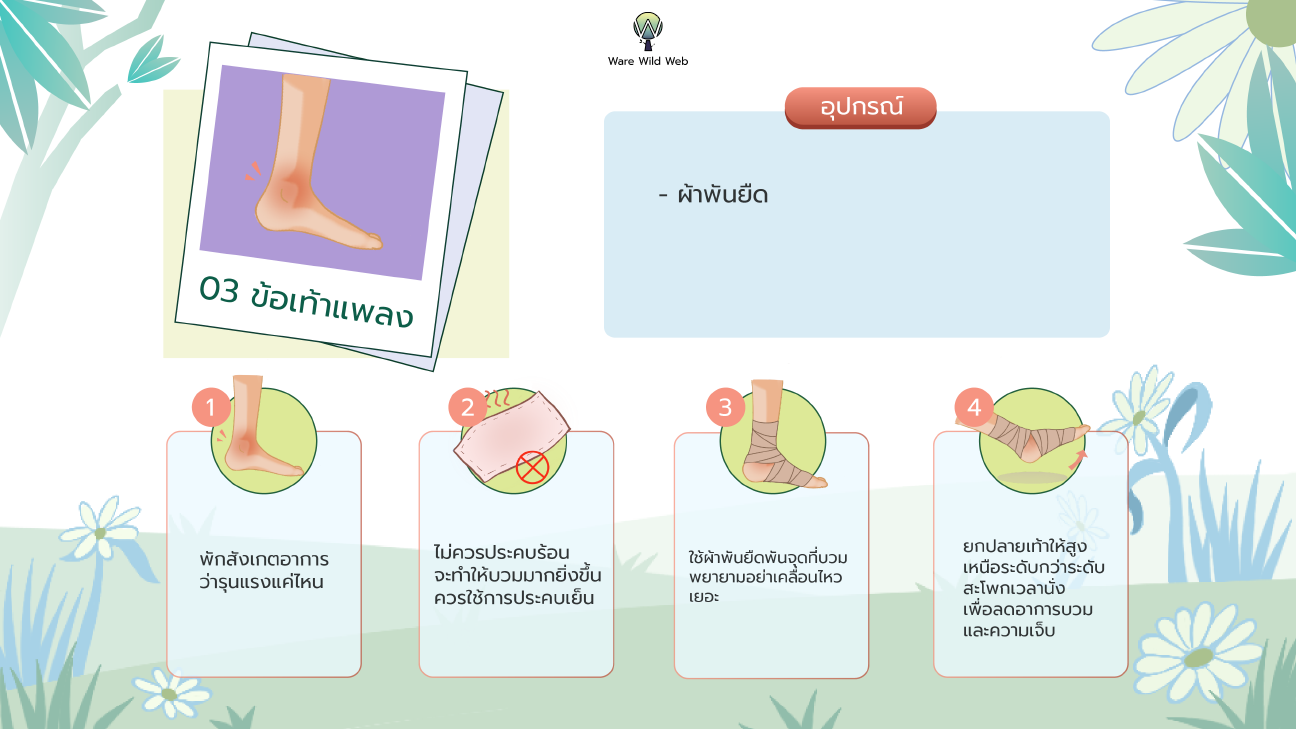 Ware Wild Web
อุปกรณ์
- ผ้าพันยืด
03 ข้อเท้าแพลง
1
พักสังเกตอาการ
ว่ารุนแรงแค่ไหน
2
ไม่ควรประคบร้อน
จะทำให้บวมมากยิ่งขึ้น
ควรใช้การประคบเย็น
3
ใช้ผ้าพันยืดพันจุดที่บวม
พยายามอย่าเคลื่อนไหว
เยอะ
4
ยกปลายเท้าให้สูง
เหนือระดับกว่าระดับ
สะโพกเวลานั่ง
เพื่อลดอาการบวม
และความเจ็บ